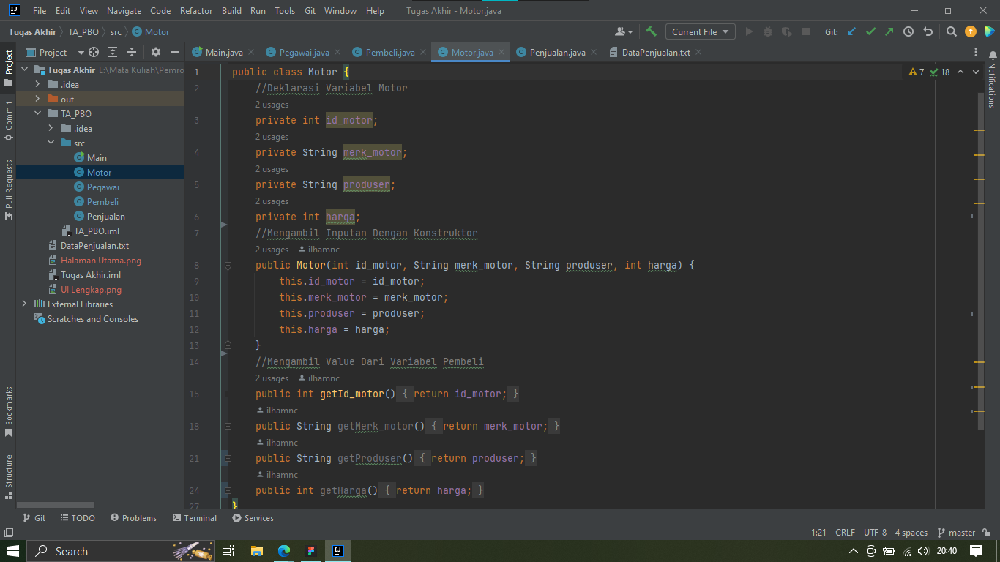 File Edit View Navigate Code Refactor Build Run Tools Git Window Help Tugas Akhir - Motor.java
Tugas Akhir TA_PBO src Motor Current File Git:
Project Main.java Pegawai.java Pembeli.java Motor.java Penjualan.java DataPenjualan.txt
Project
Commit
Pull Requests
Bookmarks
Structure
Notifications
Tugas Akhir E:\Mata Kuliah\Pemro
.idea
out
TA_PBO
.idea
src
Main
Motor
Pegawai
Pembeli
Penjualan
TA_PBO.iml
DataPenjualan.txt
Halaman Utama.png
Tugas Akhir.iml
UI Lengkap.png
External Libraries
Scratches and Consoles
1 public class Motor { 7 18
2 //Deklarasi Variabel Motor
2 usages
3 private int id_motor;
2 usages
4 private String merk_motor;
2 usages
5 private String produser;
2 usages
6 private int harga;
7 //Mengambil Inputan Dengan Konstruktor
2 usages ilhamnc
8 public Motor(int id_motor, String merk_motor, String produser, int harga) {
9 this.id_motor = id_motor;
10 this.merk_motor = merk_motor;
11 this.produser = produser;
12 this.harga = harga;
13 }
14 //Mengambil Value Dari Variabel Pembeli
2 usages ilhamnc
15 public int getId_motor() { return id_motor; }
ilhamnc
18 public String getMerk_motor() { return merk_motor; }
ilhamnc
21 public String getProduser() { return produser; }
ilhamnc
24 public int getHarga() { return harga; }
27 }
Git TODO Problems Terminal Services
1:21 CRLF UTF-8 4 spaces master
Search 20:40